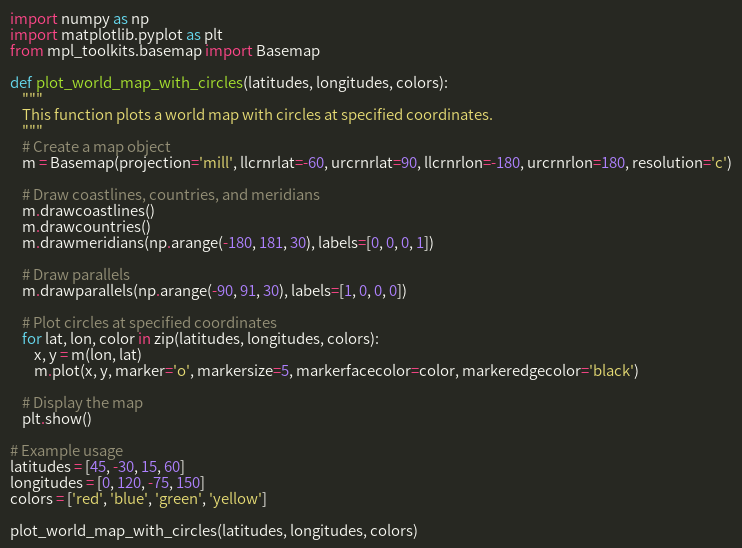 import numpy as np
import matplotlib.pyplot as plt
from mpl_toolkits.basemap import Basemap

def plot_world_map_with_circles(latitudes, longitudes, colors):
    """
    This function plots a world map with circles at specified coordinates.
    """
    # Create a map object
    m = Basemap(projection='mill', llcrnrlat=-60, urcrnrlat=90, llcrnrlon=-180, urcrnrlon=180, resolution='c')

    # Draw coastlines, countries, and meridians
    m.drawcoastlines()
    m.drawcountries()
    m.drawmeridians(np.arange(-180, 181, 30), labels=[0, 0, 0, 1])

    # Draw parallels
    m.drawparallels(np.arange(-90, 91, 30), labels=[1, 0, 0, 0])

    # Plot circles at specified coordinates
    for lat, lon, color in zip(latitudes, longitudes, colors):
        x, y = m(lon, lat)
        m.plot(x, y, marker='o', markersize=5, markerfacecolor=color, markeredgecolor='black')

    # Display the map
    plt.show()

# Example usage
latitudes = [45, -30, 15, 60]
longitudes = [0, 120, -75, 150]
colors = ['red', 'blue', 'green', 'yellow']

plot_world_map_with_circles(latitudes, longitudes, colors)